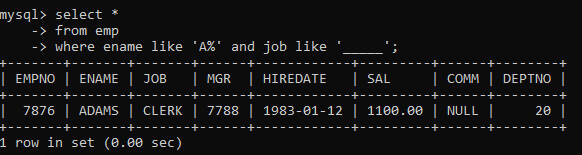 mysql> select *
    -> from emp
    -> where ename like 'A%' and job like '_____';
+-------+-------+-------+------+------------+---------+------+--------+
| EMPNO | ENAME | JOB   | MGR  | HIREDATE   | SAL     | COMM | DEPTNO |
+-------+-------+-------+------+------------+---------+------+--------+
|  7876 | ADAMS | CLERK | 7788 | 1983-01-12 | 1100.00 | NULL |     20 |
+-------+-------+-------+------+------------+---------+------+--------+
1 row in set (0.00 sec)